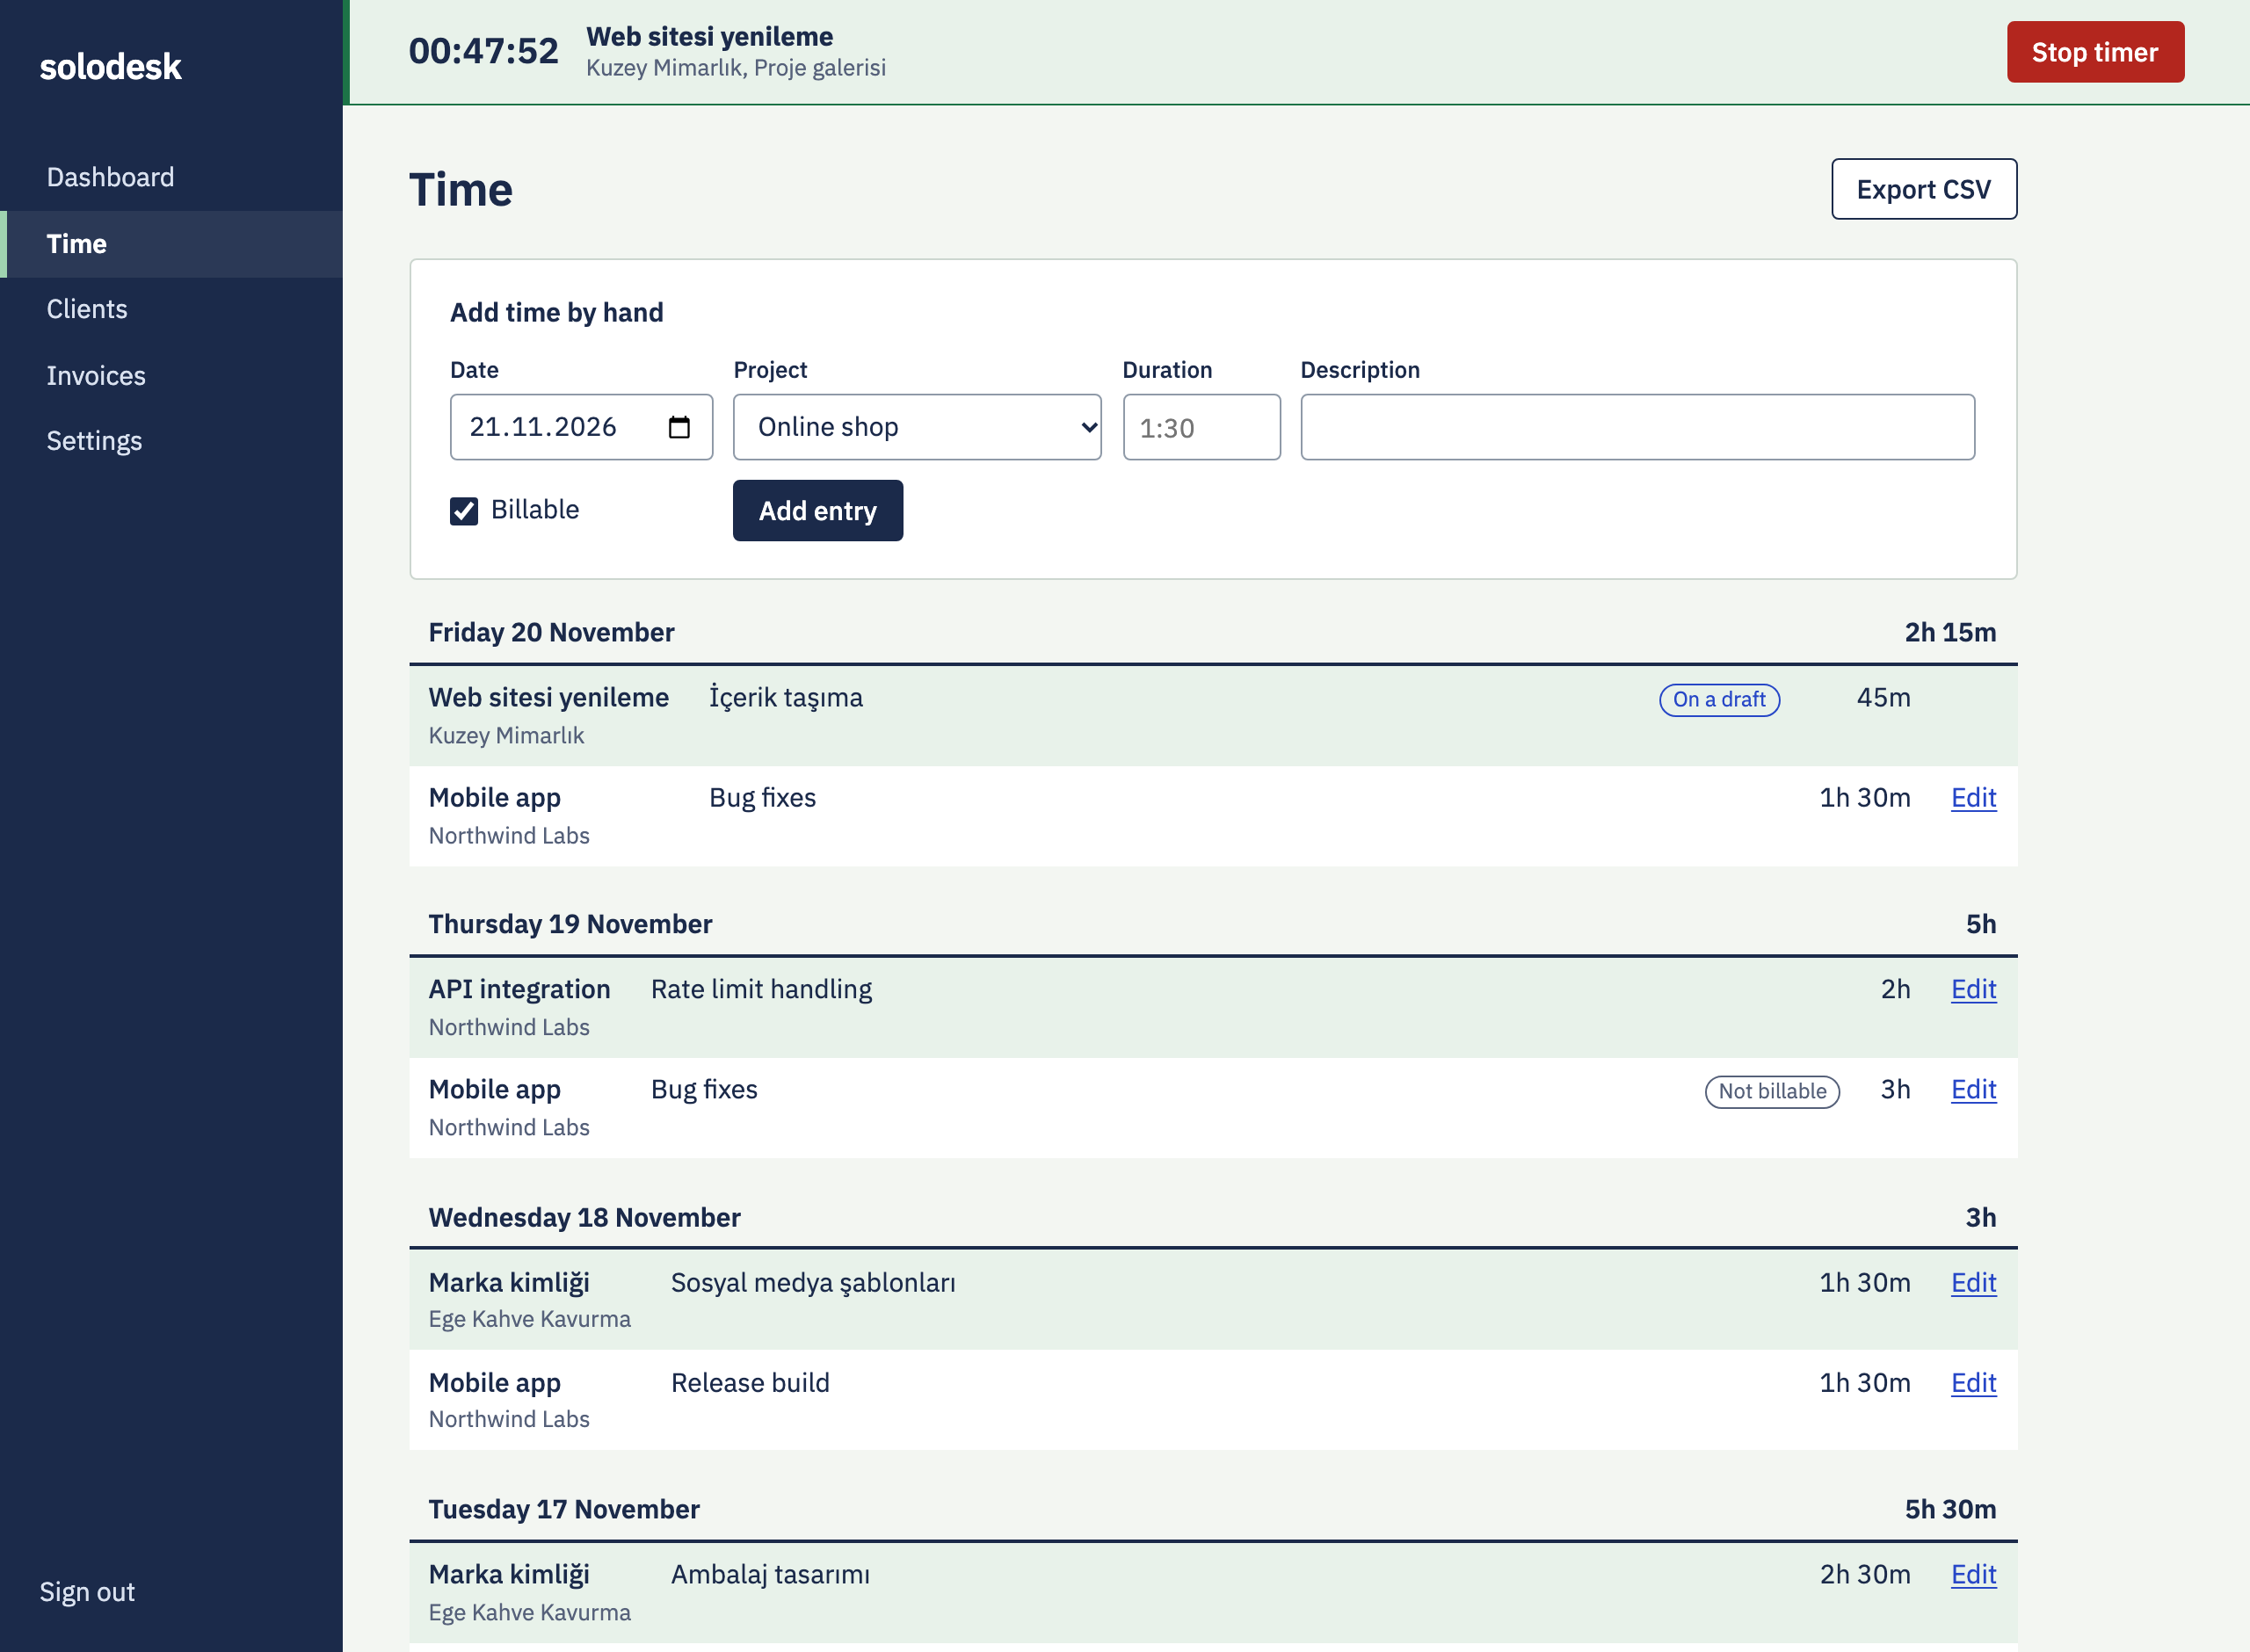 solodesk
Dashboard
Time
Clients
Invoices
Settings
Sign out
00:47:52
Web sitesi yenileme
Kuzey Mimarlık, Proje galerisi
Stop timer
Time
Export CSV
Add time by hand
Date Project Duration Description
21.11.2026 Online shop 1:30
Billable Add entry
Friday 20 November 2h 15m
Web sitesi yenileme İçerik taşıma On a draft 45m
Kuzey Mimarlık
Mobile app Bug fixes 1h 30m Edit
Northwind Labs
Thursday 19 November 5h
API integration Rate limit handling 2h Edit
Northwind Labs
Mobile app Bug fixes Not billable 3h Edit
Northwind Labs
Wednesday 18 November 3h
Marka kimliği Sosyal medya şablonları 1h 30m Edit
Ege Kahve Kavurma
Mobile app Release build 1h 30m Edit
Northwind Labs
Tuesday 17 November 5h 30m
Marka kimliği Ambalaj tasarımı 2h 30m Edit
Ege Kahve Kavurma